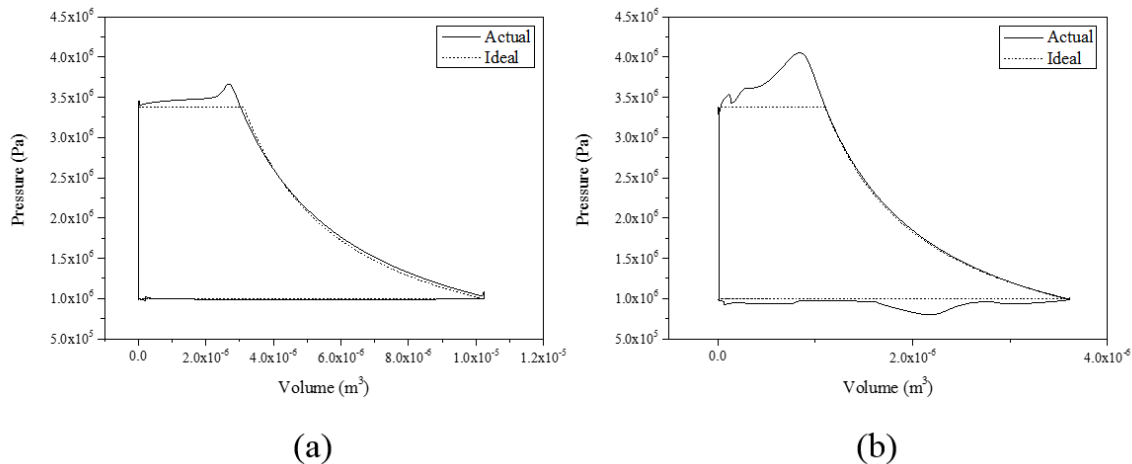 4.5x10⁶
4.0x10⁶
3.5x10⁶
3.0x10⁶
2.5x10⁶
2.0x10⁶
1.5x10⁶
1.0x10⁶
5.0x10⁵
Pressure (Pa)
Actual
Ideal
0.0 2.0x10⁻⁶ 4.0x10⁻⁶ 6.0x10⁻⁶ 8.0x10⁻⁶ 1.0x10⁻⁵ 1.2x10⁻⁵
Volume (m³)
(a)
4.5x10⁶
4.0x10⁶
3.5x10⁶
3.0x10⁶
2.5x10⁶
2.0x10⁶
1.5x10⁶
1.0x10⁶
5.0x10⁵
Pressure (Pa)
Actual
Ideal
0.0 2.0x10⁻⁶ 4.0x10⁻⁶
Volume (m³)
(b)